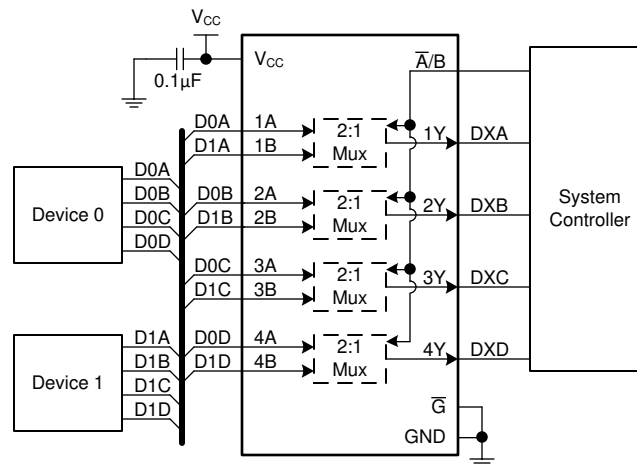 VCC
0.1µF
VCC
A̅/B
D0A 1A
D1A 1B
2:1
Mux
1Y DXA
D0B 2A
D1B 2B
2:1
Mux
2Y DXB
D0C 3A
D1C 3B
2:1
Mux
3Y DXC
D0D 4A
D1D 4B
2:1
Mux
4Y DXD
G̅
GND
Device 0
D0A
D0B
D0C
D0D
Device 1
D1A
D1B
D1C
D1D
System
Controller